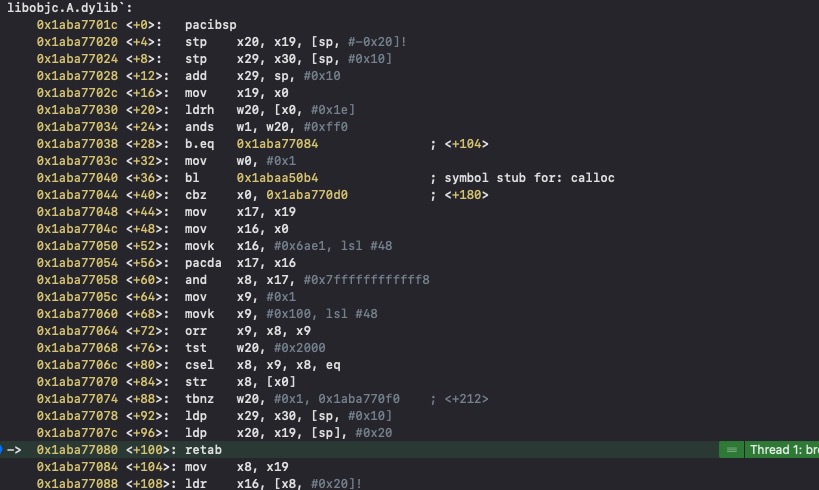 libobjc.A.dylib`:
0x1aba7701c <+0>: pacibsp
0x1aba77020 <+4>: stp x20, x19, [sp, #-0x20]!
0x1aba77024 <+8>: stp x29, x30, [sp, #0x10]
0x1aba77028 <+12>: add x29, sp, #0x10
0x1aba7702c <+16>: mov x19, x0
0x1aba77030 <+20>: ldrh w20, [x0, #0x1e]
0x1aba77034 <+24>: ands w1, w20, #0xff0
0x1aba77038 <+28>: b.eq 0x1aba77084 ; <+104>
0x1aba7703c <+32>: mov w0, #0x1
0x1aba77040 <+36>: bl 0x1abaa50b4 ; symbol stub for: calloc
0x1aba77044 <+40>: cbz x0, 0x1aba770d0 ; <+180>
0x1aba77048 <+44>: mov x17, x19
0x1aba7704c <+48>: mov x16, x0
0x1aba77050 <+52>: movk x16, #0x6ae1, lsl #48
0x1aba77054 <+56>: pacda x17, x16
0x1aba77058 <+60>: and x8, x17, #0x7ffffffffffff8
0x1aba7705c <+64>: mov x9, #0x1
0x1aba77060 <+68>: movk x9, #0x100, lsl #48
0x1aba77064 <+72>: orr x9, x8, x9
0x1aba77068 <+76>: tst w20, #0x2000
0x1aba7706c <+80>: csel x8, x9, x8, eq
0x1aba77070 <+84>: str x8, [x0]
0x1aba77074 <+88>: tbnz w20, #0x1, 0x1aba770f0 ; <+212>
0x1aba77078 <+92>: ldp x29, x30, [sp, #0x10]
0x1aba7707c <+96>: ldp x20, x19, [sp], #0x20
-> 0x1aba77080 <+100>: retab = Thread 1: br
0x1aba77084 <+104>: mov x8, x19
0x1aba77088 <+108>: ldr x16, [x8, #0x20]!